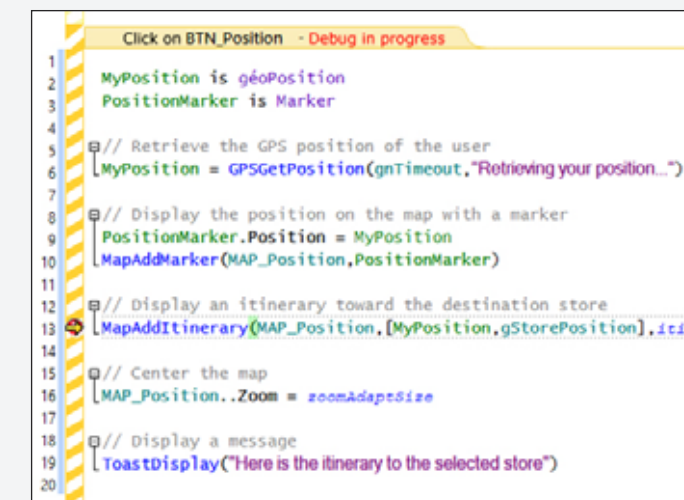 Click on BTN_Position - Debug in progress
1
2 MyPosition is géoPosition
3 PositionMarker is Marker
4
5 // Retrieve the GPS position of the user
6 MyPosition = GPSGetPosition(gnTimeout,"Retrieving your position...")
7
8 // Display the position on the map with a marker
9 PositionMarker.Position = MyPosition
10 MapAddMarker(MAP_Position,PositionMarker)
11
12 // Display an itinerary toward the destination store
13 MapAddItinerary(MAP_Position,[MyPosition,gStorePosition],iti
14
15 // Center the map
16 MAP_Position..Zoom = zoomAdaptSize
17
18 // Display a message
19 ToastDisplay("Here is the itinerary to the selected store")
20